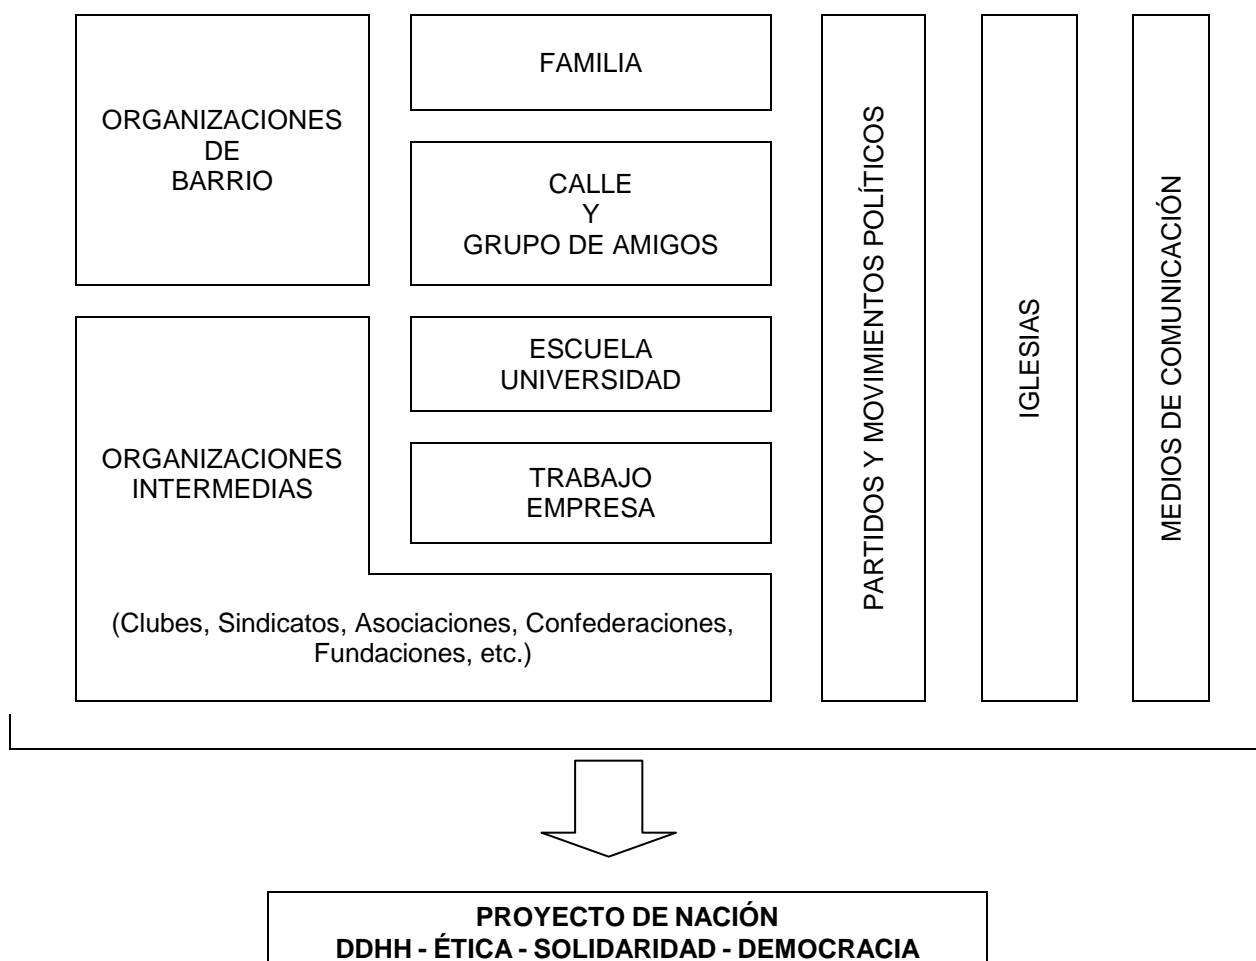 ORGANIZACIONES
DE
BARRIO
FAMILIA
CALLE
Y
GRUPO DE AMIGOS
ESCUELA
UNIVERSIDAD
TRABAJO
EMPRESA
ORGANIZACIONES
INTERMEDIAS
(Clubes, Sindicatos, Asociaciones, Confederaciones,
Fundaciones, etc.)
PARTIDOS Y MOVIMIENTOS POLÍTICOS
IGLESIAS
MEDIOS DE COMUNICACIÓN
PROYECTO DE NACIÓN
DDHH - ÉTICA - SOLIDARIDAD - DEMOCRACIA